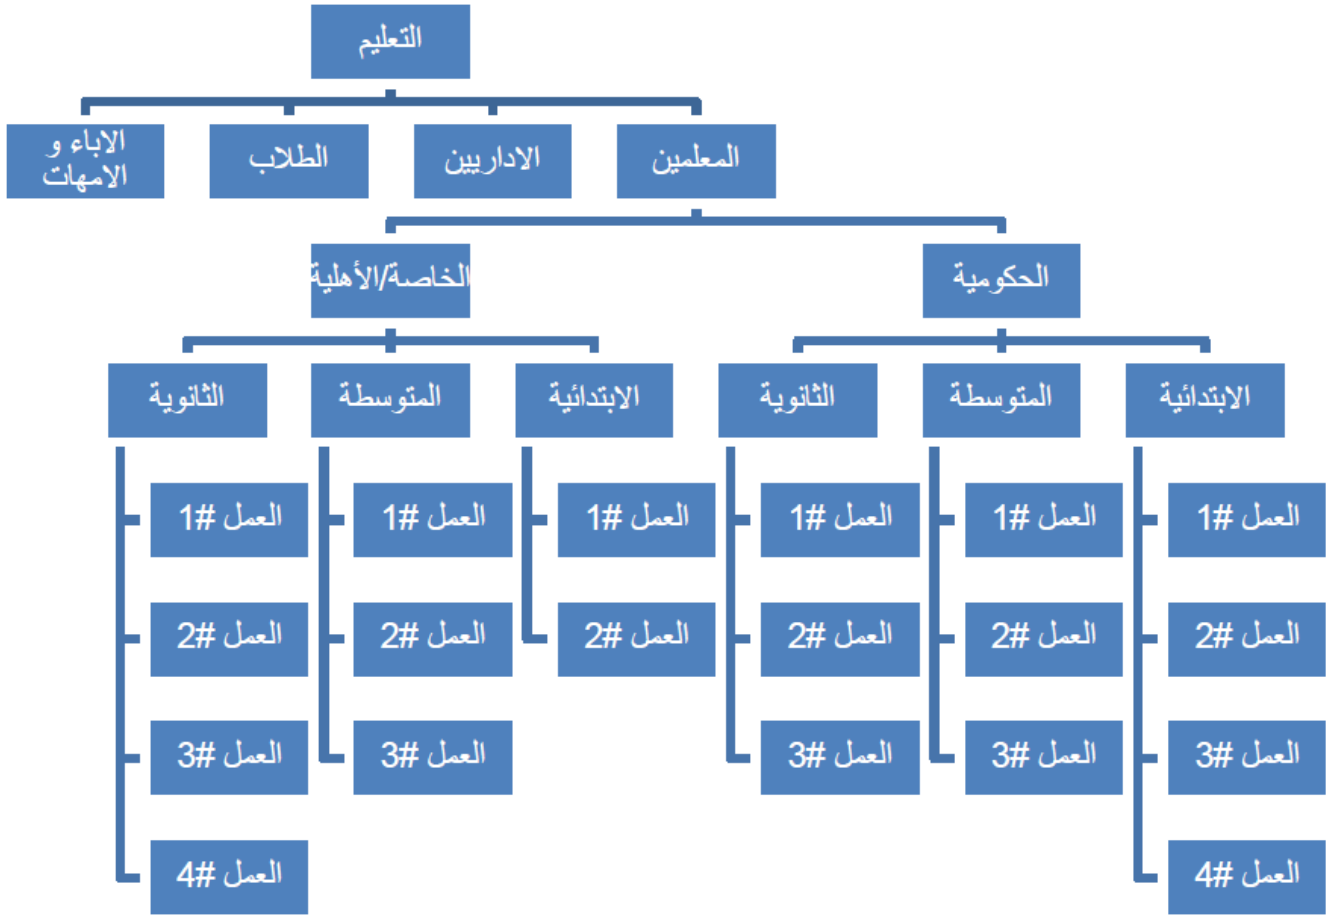 التعليم
المعلمين
الاداريين
الطلاب
الاباء و
الامهات
الحكومية
الخاصة/الأهلية
الابتدائية
المتوسطة
الثانوية
الابتدائية
المتوسطة
الثانوية
العمل #1
العمل #1
العمل #1
العمل #1
العمل #1
العمل #1
العمل #2
العمل #2
العمل #2
العمل #2
العمل #2
العمل #2
العمل #3
العمل #3
العمل #3
العمل #3
العمل #3
العمل #4
العمل #4